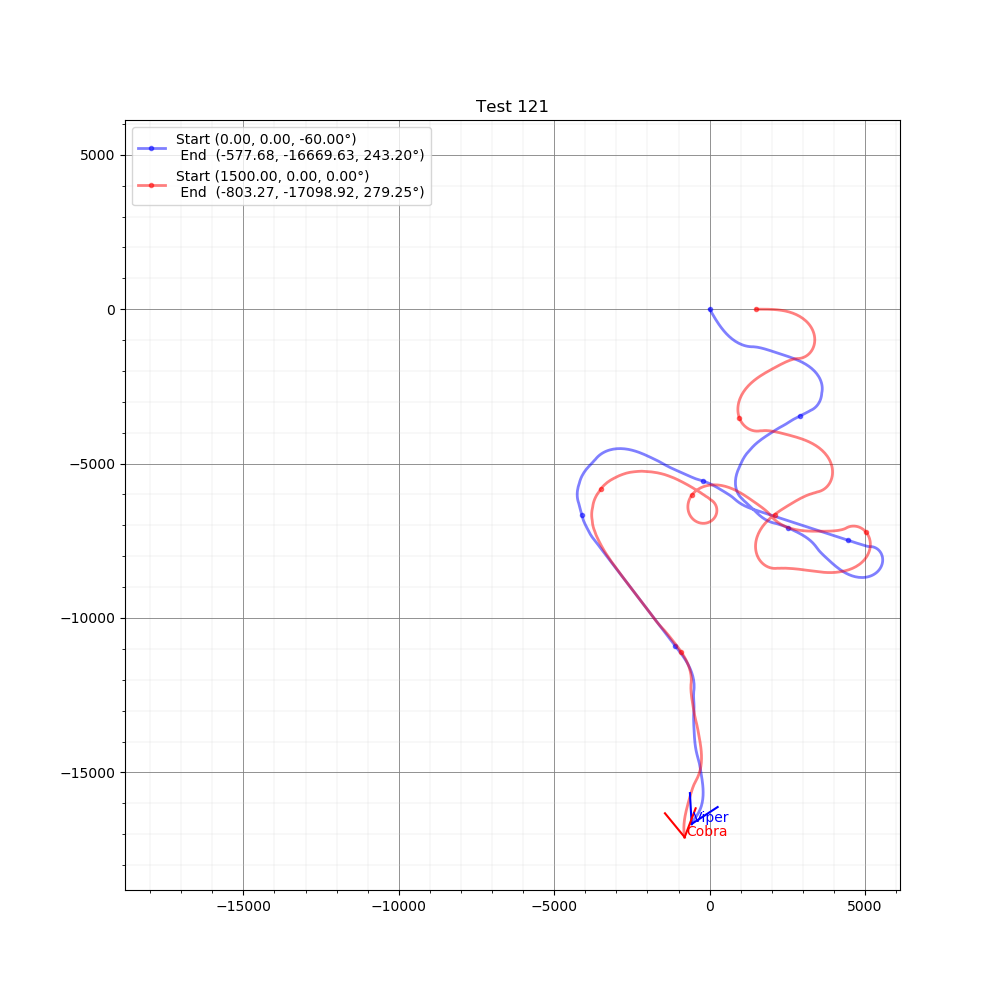 Test 121
Start (0.00, 0.00, -60.00°)
End (-577.68, -16669.63, 243.20°)
Start (1500.00, 0.00, 0.00°)
End (-803.27, -17098.92, 279.25°)
5000
0
−5000
−10000
−15000
Viper
Cobra
−15000
−10000
−5000
0
5000